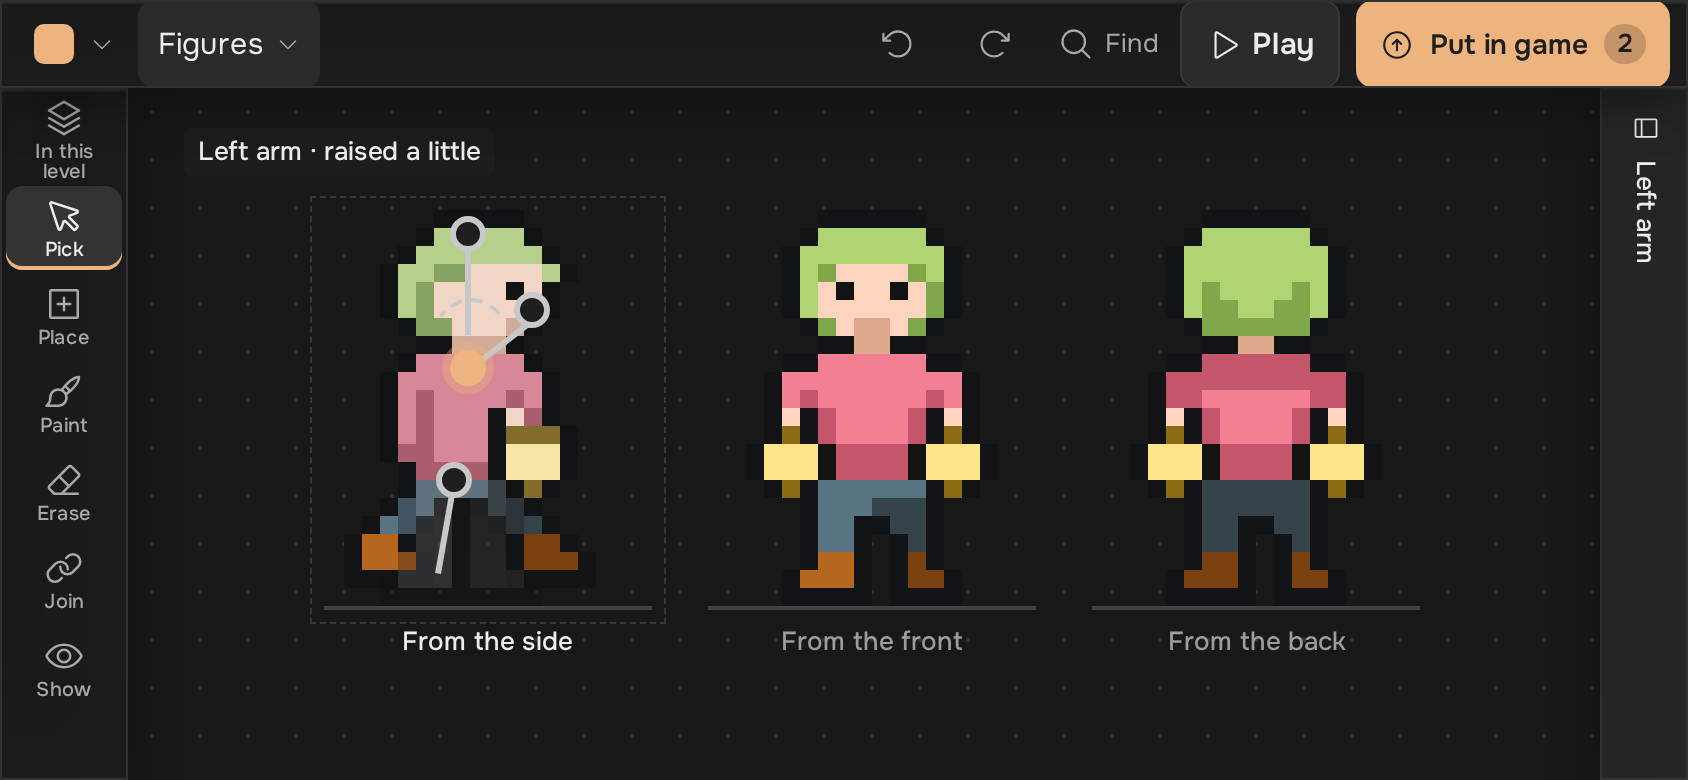 Figures
Find
Play
Put in game 2
In this
level
Pick
Place
Paint
Erase
Join
Show
Left arm · raised a little
From the side
From the front
From the back
Left arm